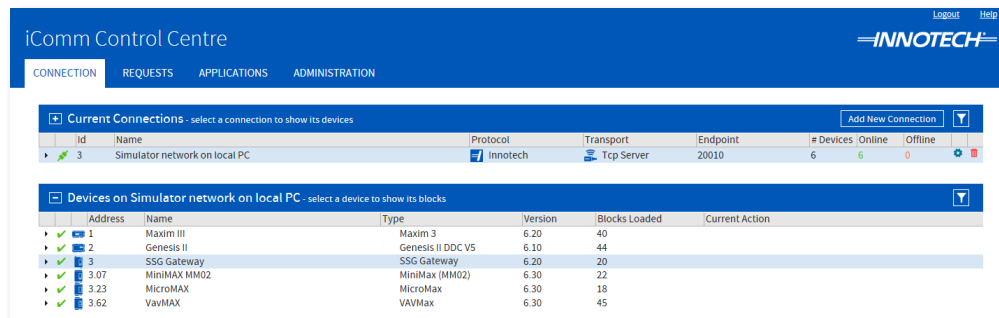 Logout Help
iComm Control Centre
INNOTECH
CONNECTION REQUESTS APPLICATIONS ADMINISTRATION
Current Connections - select a connection to show its devices Add New Connection
Id Name Protocol Transport Endpoint # Devices Online Offline
3 Simulator network on local PC Innotech Tcp Server 20010 6 6 0
Devices on Simulator network on local PC - select a device to show its blocks
Address Name Type Version Blocks Loaded Current Action
1 Maxim III Maxim 3 6.20 40
2 Genesis II Genesis II DDC V5 6.10 44
3 SSG Gateway SSG Gateway 6.20 20
3.07 MiniMAX MM02 MiniMax (MM02) 6.30 22
3.23 MicroMAX MicroMax 6.30 18
3.62 VavMAX VAVMax 6.30 45